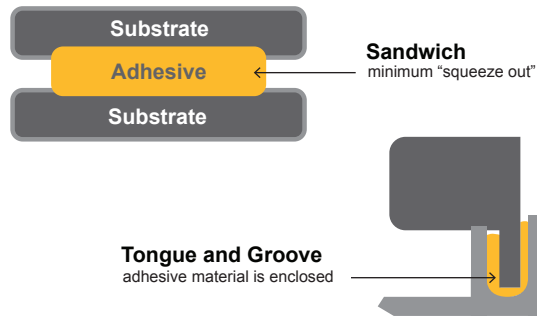 Substrate
Adhesive
Substrate
Sandwich
minimum “squeeze out”
Tongue and Groove
adhesive material is enclosed